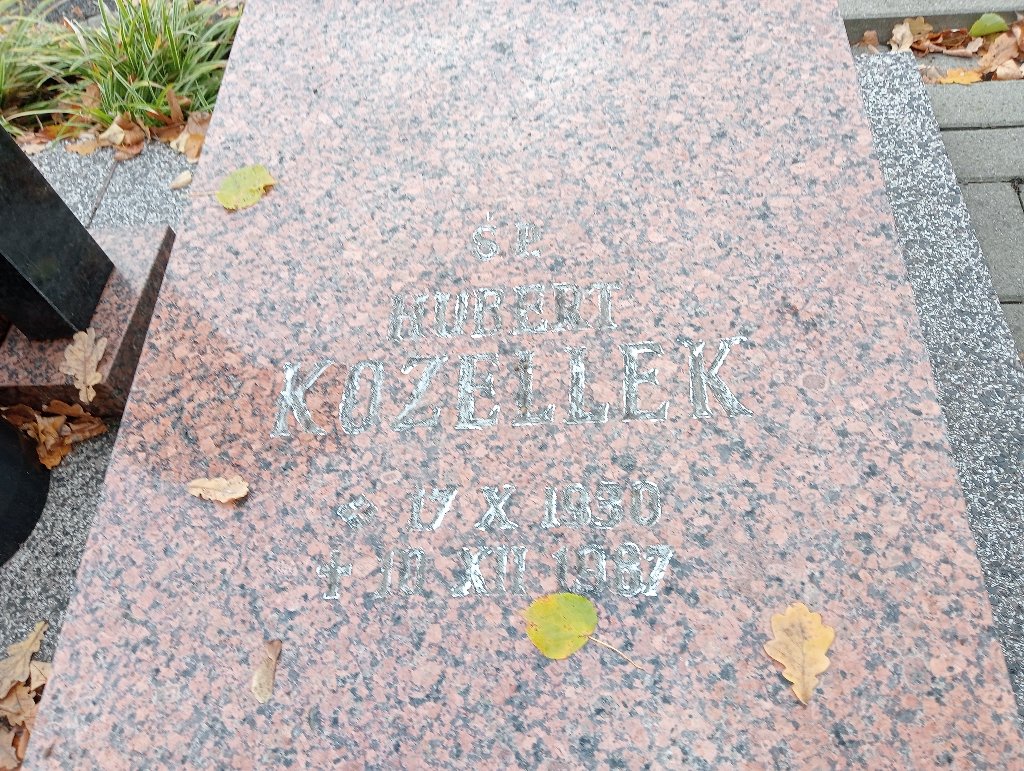 Ś P.
HUBERT
KOZELLEK
* 17 X 1930
+ 10 XII 1987